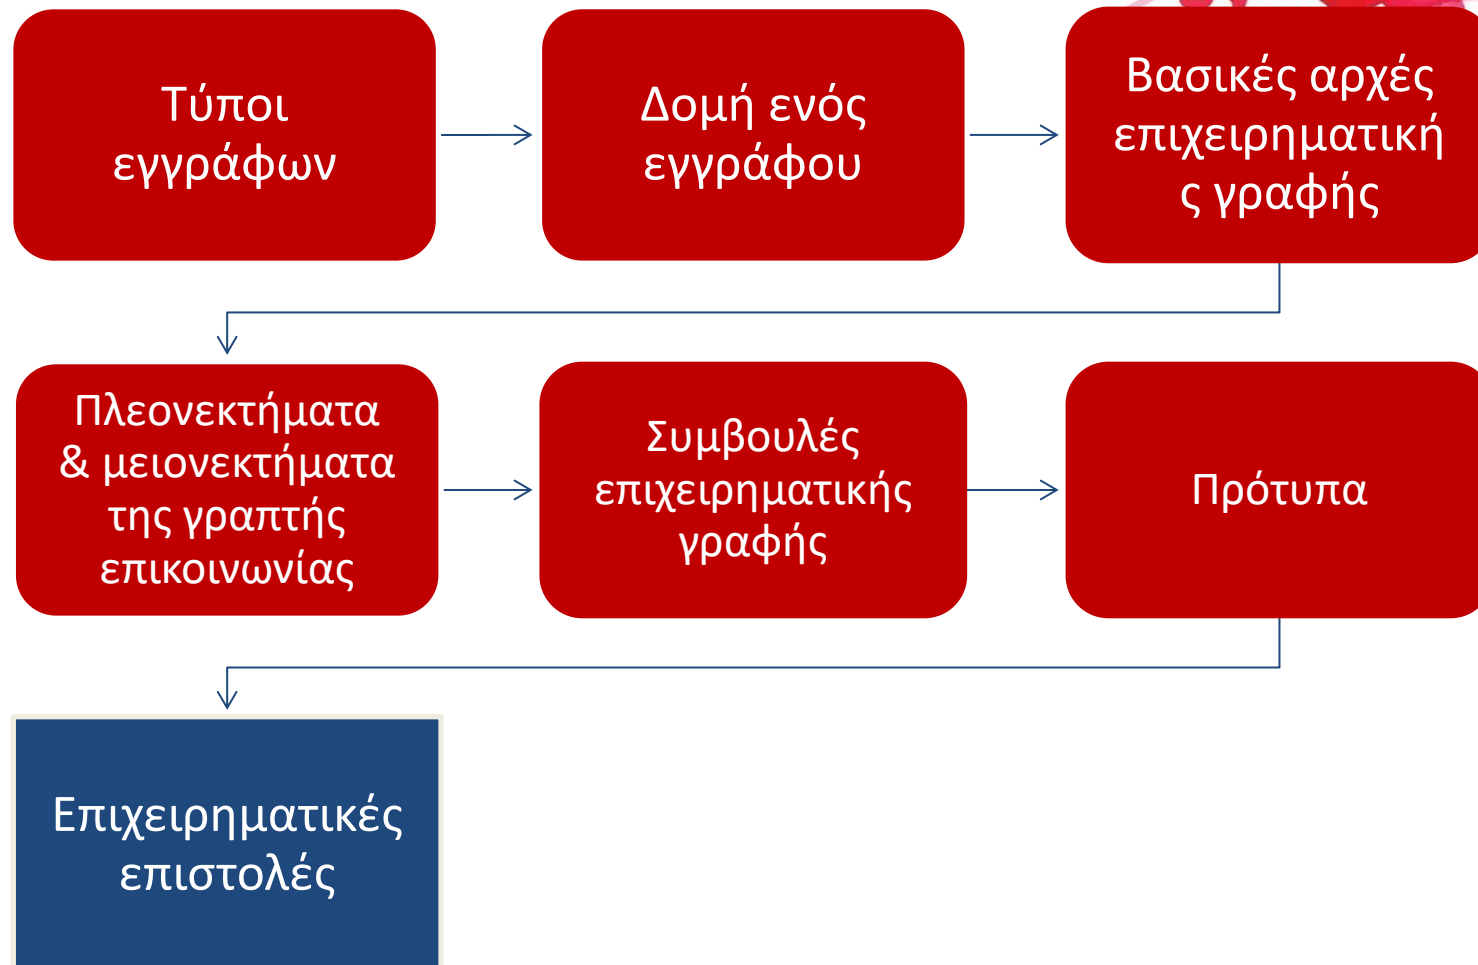 Τύποι
εγγράφων
Δομή ενός
εγγράφου
Βασικές αρχές
επιχειρηματική
ς γραφής
Πλεονεκτήματα
& μειονεκτήματα
της γραπτής
επικοινωνίας
Συμβουλές
επιχειρηματικής
γραφής
Πρότυπα
Επιχειρηματικές
επιστολές